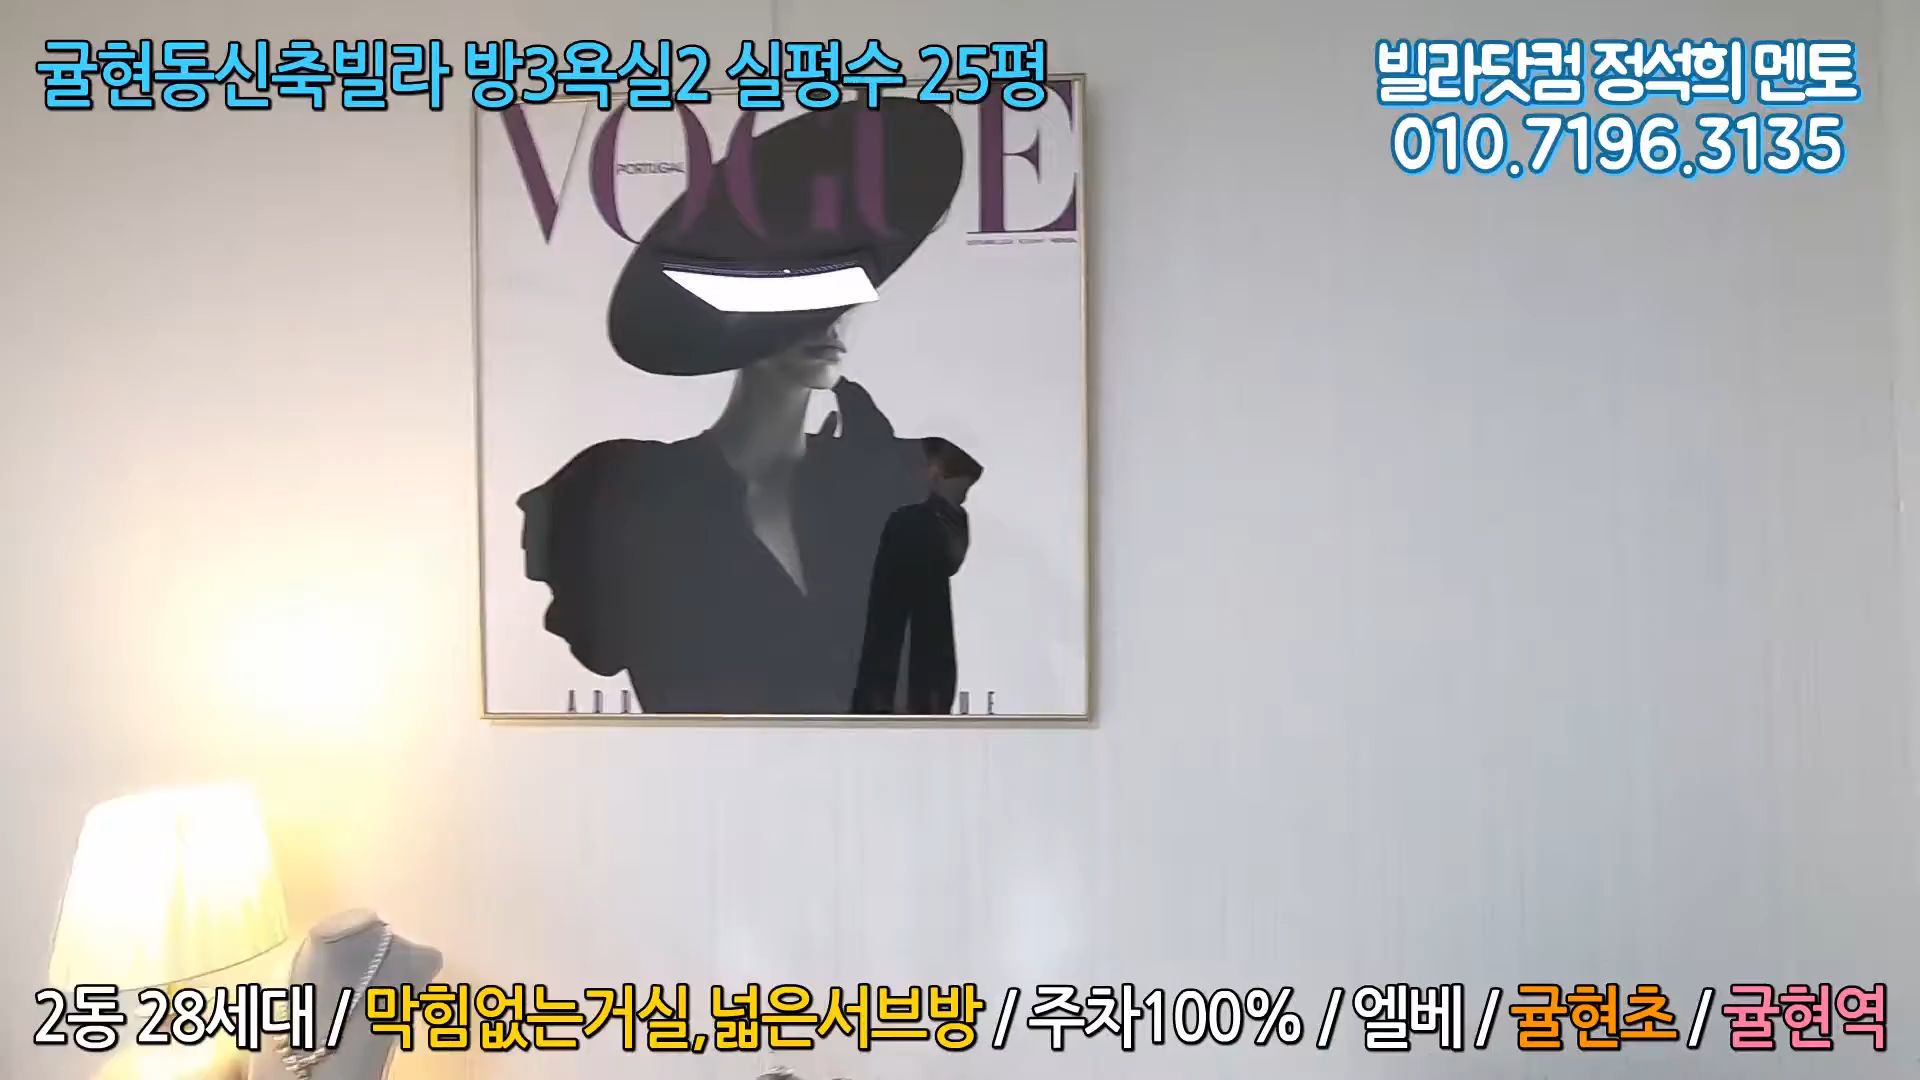 귤현동신축빌라 방3욕실2 실평수 25평
빌라닷컴 정석희 멘토
010.7196.3135
VOGUE
PORTUGAL
2동 28세대 / 막힘없는거실,넓은서브방 / 주차100% / 엘베 / 귤현초 / 귤현역